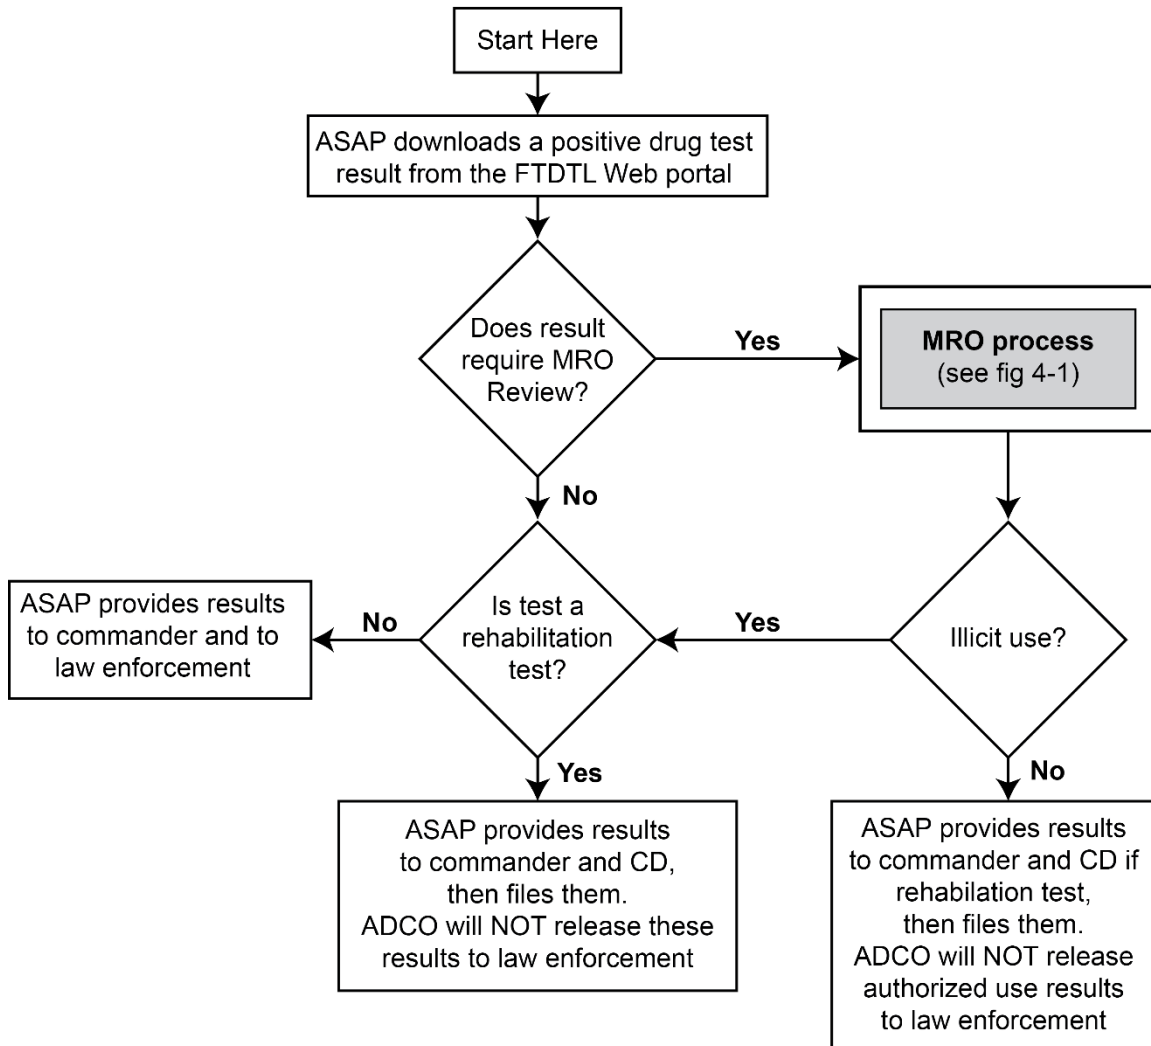 Start Here
ASAP downloads a positive drug test
result from the FTDTL Web portal
Does result
require MRO
Review?
Yes
MRO process
(see fig 4-1)
No
ASAP provides results
to commander and to
law enforcement
No
Is test a
rehabilitation
test?
Yes
Illicit use?
Yes
ASAP provides results
to commander and CD,
then files them.
ADCO will NOT release these
results to law enforcement
No
ASAP provides results
to commander and CD if
rehabilation test,
then files them.
ADCO will NOT release
authorized use results
to law enforcement